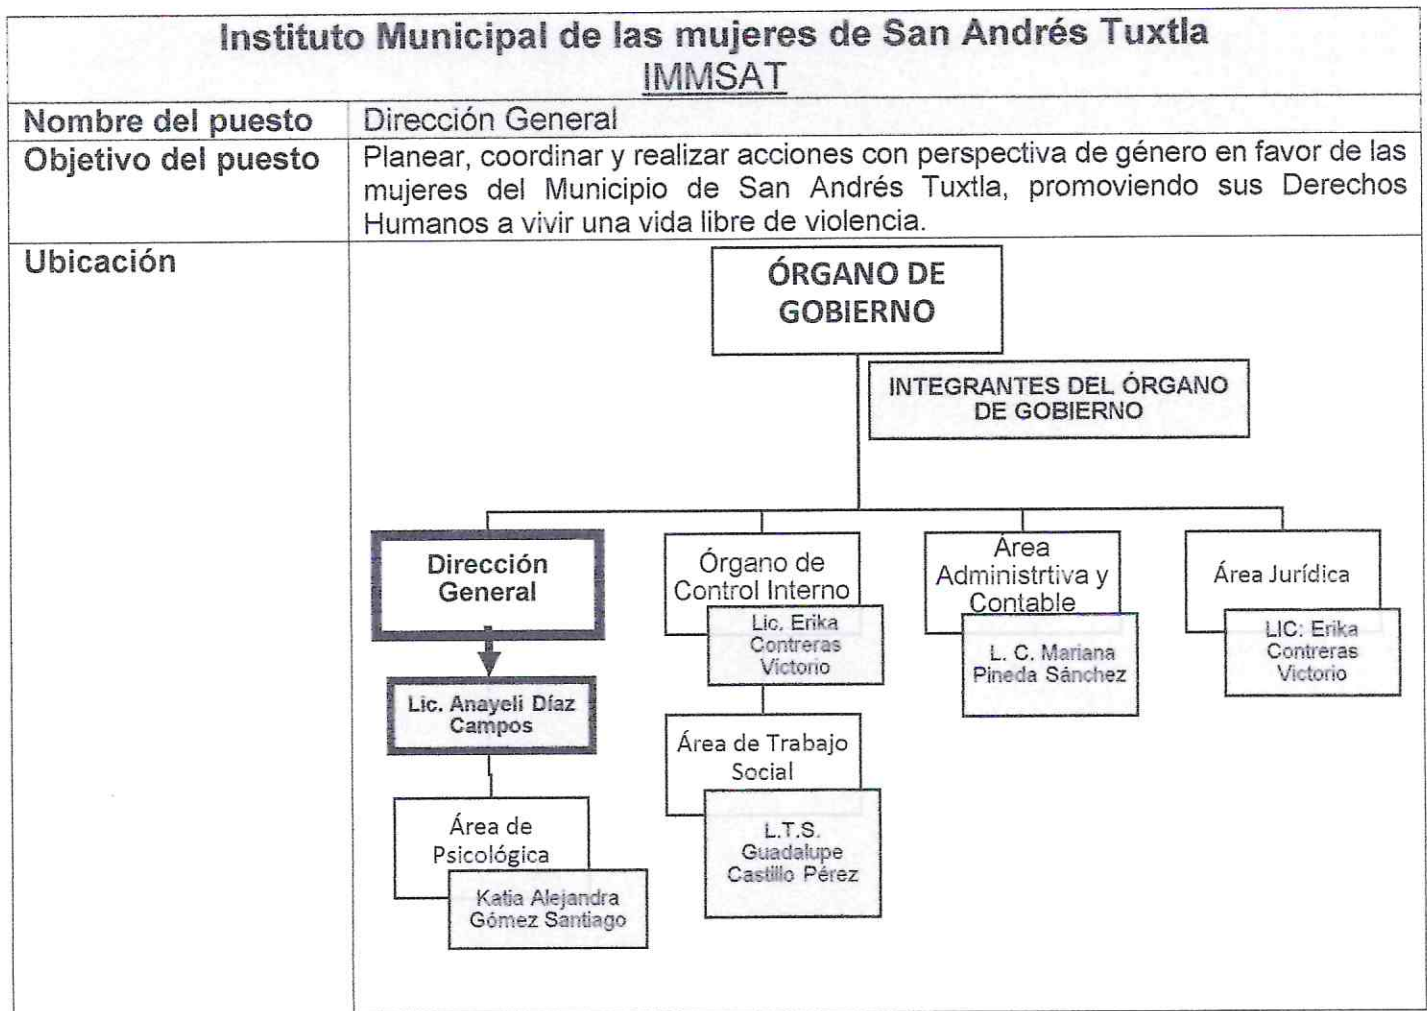 Instituto Municipal de las mujeres de San Andrés Tuxtla
IMMSAT
Nombre del puesto
Dirección General
Objetivo del puesto
Planear, coordinar y realizar acciones con perspectiva de género en favor de las
mujeres del Municipio de San Andrés Tuxtla, promoviendo sus Derechos
Humanos a vivir una vida libre de violencia.
Ubicación
ÓRGANO DE
GOBIERNO
INTEGRANTES DEL ÓRGANO
DE GOBIERNO
Dirección
General
Lic. Anayeli Díaz
Campos
Área de
Psicológica
Katia Alejandra
Gómez Santiago
Órgano de
Control Interno
Lic. Erika
Contreras
Victorio
Área de Trabajo
Social
L.T.S.
Guadalupe
Castillo Pérez
Área
Administrtiva y
Contable
L. C. Mariana
Pineda Sánchez
Área Jurídica
LIC: Erika
Contreras
Victorio